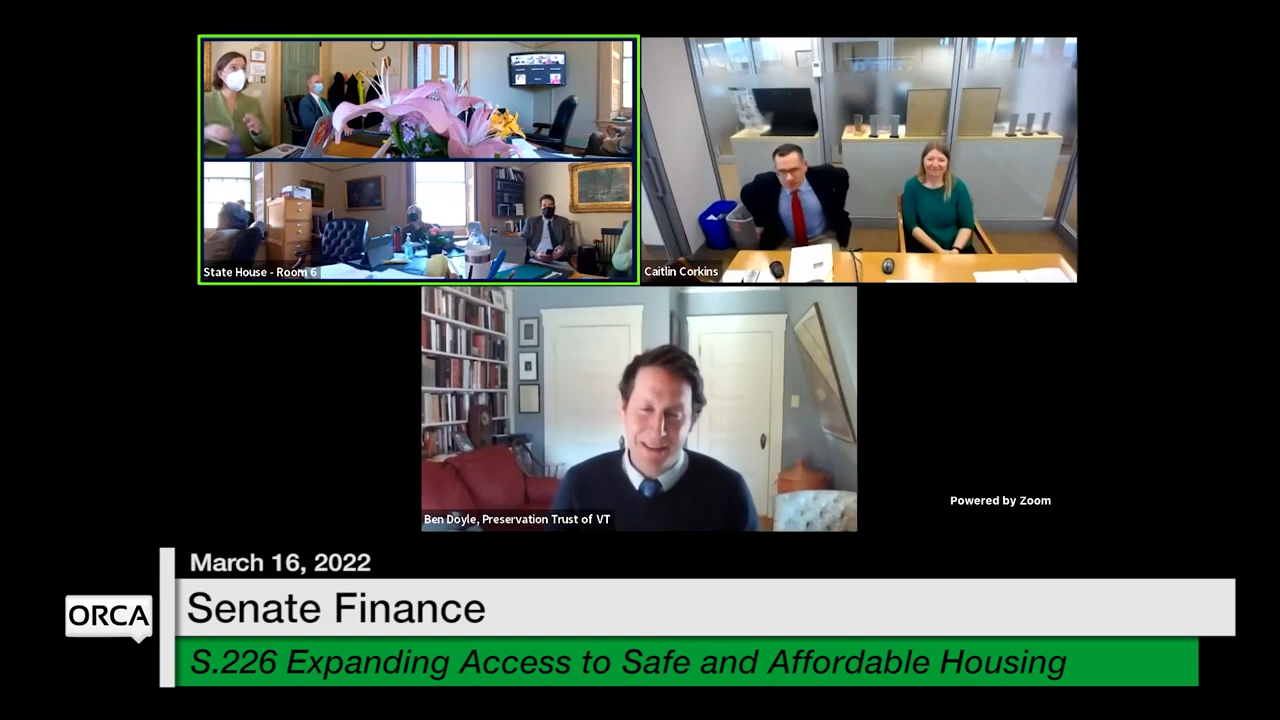 State House - Room 6
Caitlin Corkins
Ben Doyle, Preservation Trust of VT
Powered by Zoom
March 16, 2022
ORCA
Senate Finance
S.226 Expanding Access to Safe and Affordable Housing